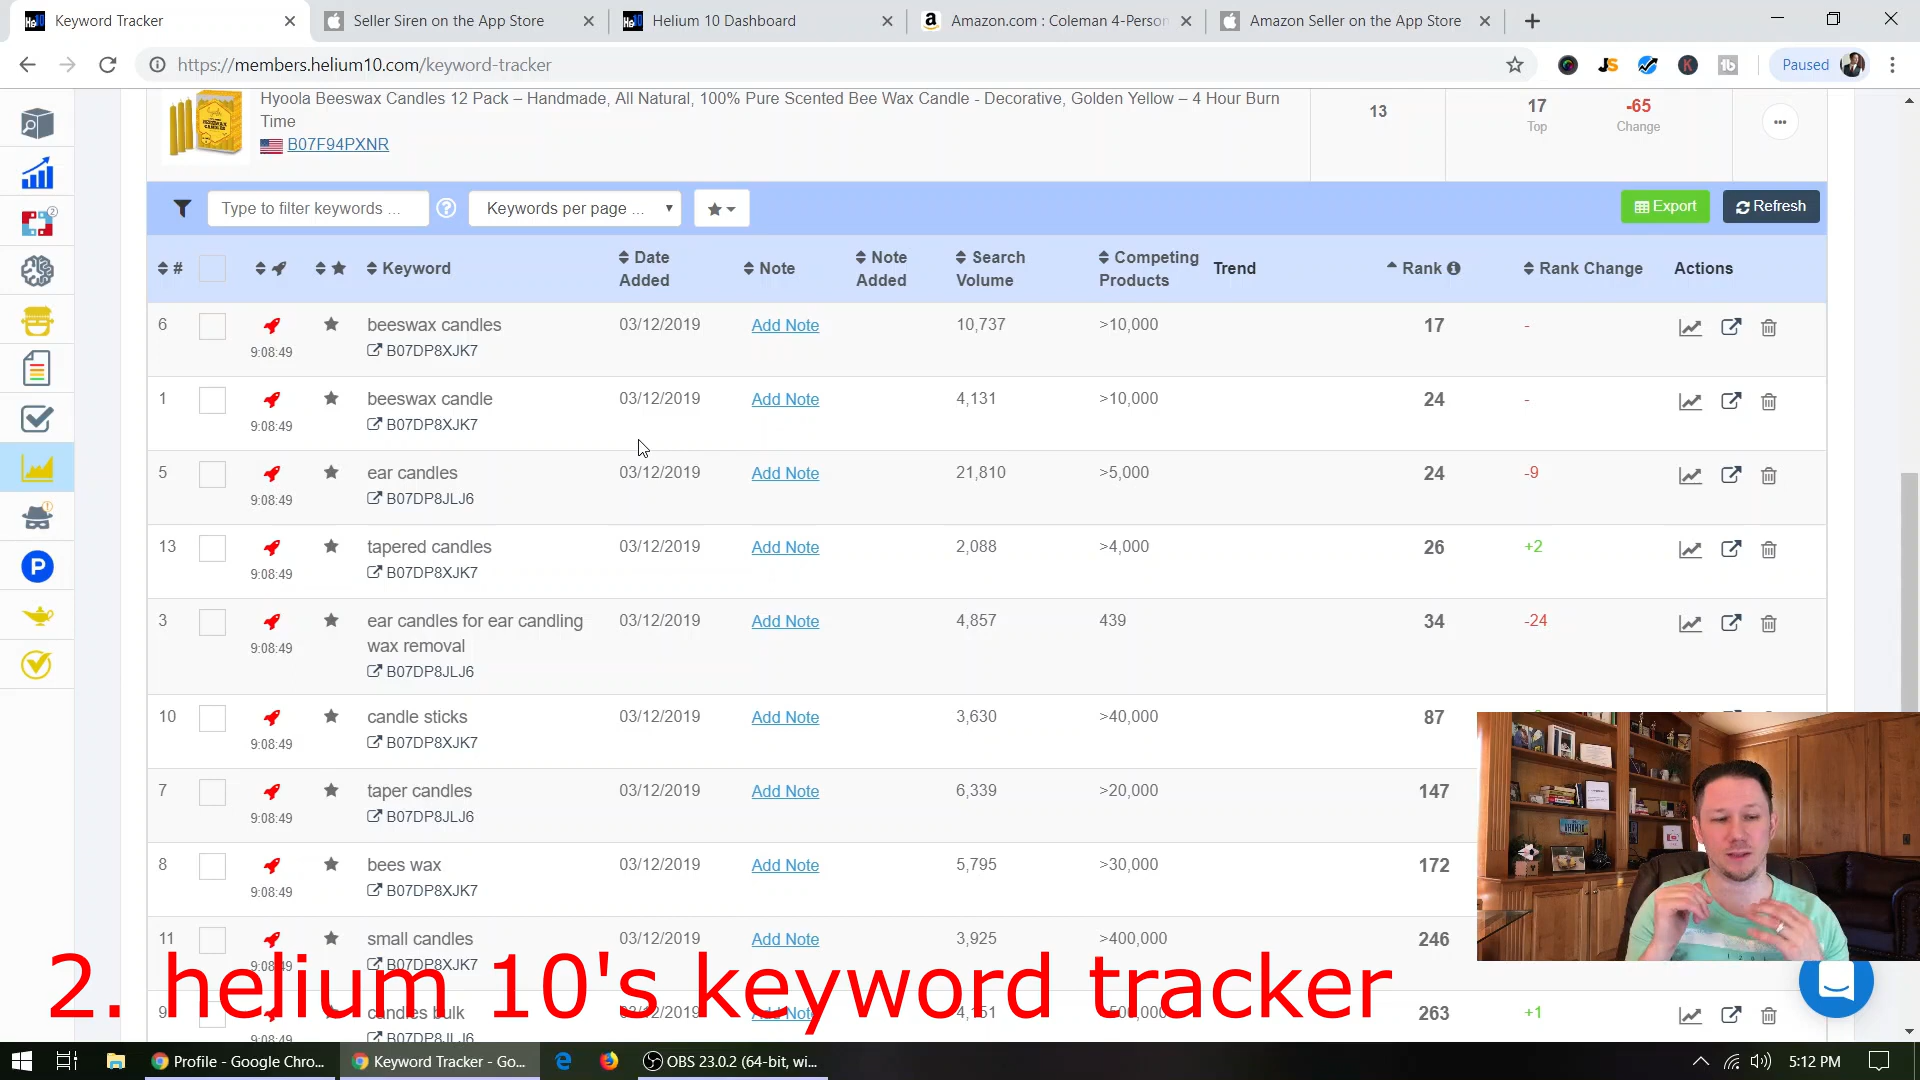 Keyword Tracker
Seller Siren on the App Store
Helium 10 Dashboard
Amazon.com : Coleman 4-Person
Amazon Seller on the App Store
https://members.helium10.com/keyword-tracker
Paused
Hyoola Beeswax Candles 12 Pack – Handmade, All Natural, 100% Pure Scented Bee Wax Candle - Decorative, Golden Yellow – 4 Hour Burn
Time
B07F94PXNR
13
17
Top
-65
Change
Type to filter keywords ...
Keywords per page ...
Export
Refresh
# Keyword Date Added Note Note Added Search Volume Competing Products Trend Rank Rank Change Actions
6 beeswax candles 03/12/2019 Add Note 10,737 >10,000 17 -
9:08:49 B07DP8XJK7
1 beeswax candle 03/12/2019 Add Note 4,131 >10,000 24 -
9:08:49 B07DP8XJK7
5 ear candles 03/12/2019 Add Note 21,810 >5,000 24 -9
9:08:49 B07DP8JLJ6
13 tapered candles 03/12/2019 Add Note 2,088 >4,000 26 +2
9:08:49 B07DP8XJK7
3 ear candles for ear candling 03/12/2019 Add Note 4,857 439 34 -24
9:08:49 wax removal
B07DP8JLJ6
10 candle sticks 03/12/2019 Add Note 3,630 >40,000 87
9:08:49 B07DP8XJK7
7 taper candles 03/12/2019 Add Note 6,339 >20,000 147
9:08:49 B07DP8JLJ6
8 bees wax 03/12/2019 Add Note 5,795 >30,000 172
9:08:49 B07DP8XJK7
11 small candles 03/12/2019 Add Note 3,925 >400,000 246
9:08:49 B07DP8XJK7
2. helium 10's keyword tracker
9 candles bulk Add Note 263 +1
B07DP8JLJ6
Profile - Google Chro...
Keyword Tracker - Go...
OBS 23.0.2 (64-bit, wi...
5:12 PM